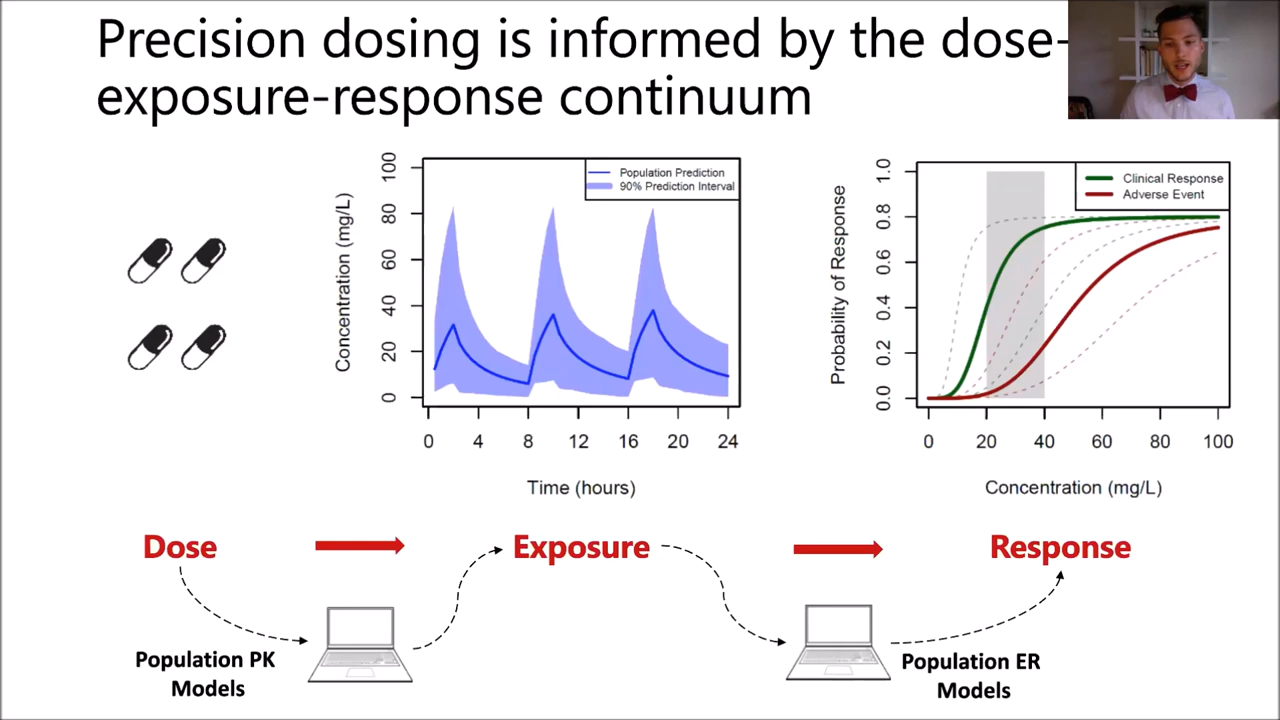 Precision dosing is informed by the dose-
exposure-response continuum
Concentration (mg/L)
100
80
60
40
20
0
Population Prediction
90% Prediction Interval
0 4 8 12 16 20 24
Time (hours)
Probability of Response
1.0
0.8
0.6
0.4
0.2
0.0
Clinical Response
Adverse Event
0 20 40 60 80 100
Concentration (mg/L)
Dose
Exposure
Response
Population PK
Models
Population ER
Models